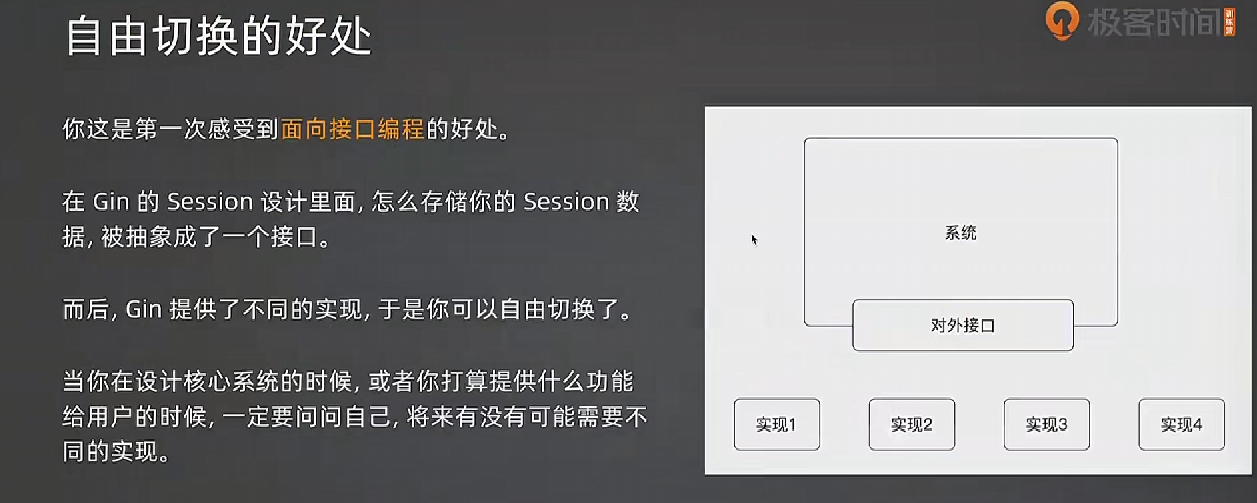 自由切换的好处
极客时间
训练营
你这是第一次感受到面向接口编程的好处。
在 Gin 的 Session 设计里面, 怎么存储你的 Session 数
据, 被抽象成了一个接口。
而后, Gin 提供了不同的实现, 于是你可以自由切换了。
当你在设计核心系统的时候, 或者你打算提供什么功能
给用户的时候, 一定要问问自己, 将来有没有可能需要不
同的实现。
系统
对外接口
实现1
实现2
实现3
实现4